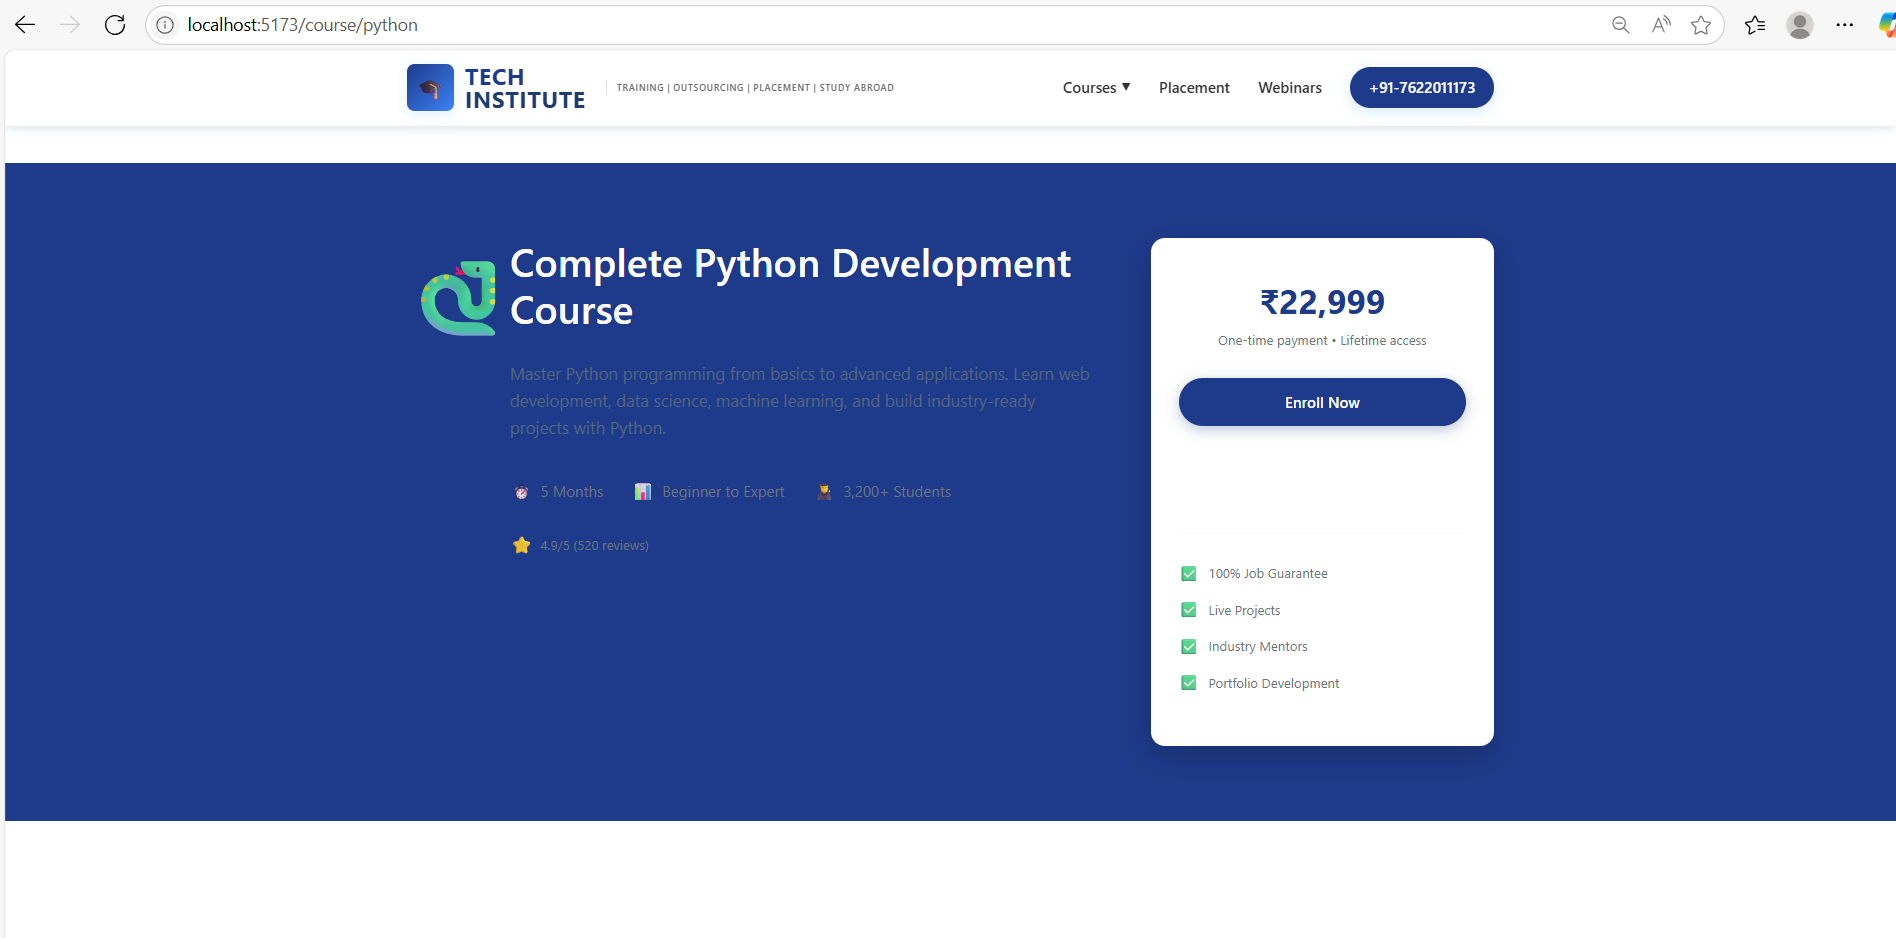 localhost:5173/course/python
TECH
INSTITUTE
TRAINING | OUTSOURCING | PLACEMENT | STUDY ABROAD
Courses ▼
Placement
Webinars
+91-7622011173
Complete Python Development
Course
Master Python programming from basics to advanced applications. Learn web
development, data science, machine learning, and build industry-ready
projects with Python.
5 Months
Beginner to Expert
3,200+ Students
4.9/5 (520 reviews)
₹22,999
One-time payment • Lifetime access
Enroll Now
100% Job Guarantee
Live Projects
Industry Mentors
Portfolio Development